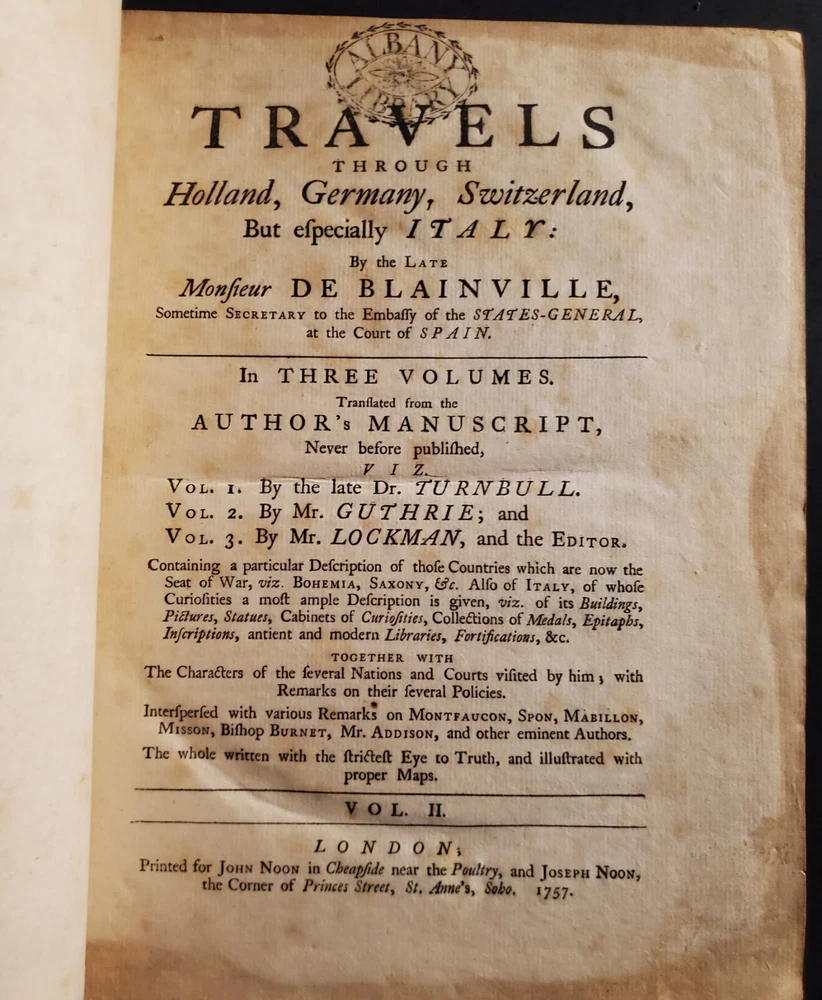 ALBANY
LIBRARY
TRAVELS
THROUGH
Holland, Germany, Switzerland,
But eſpecially ITALY:
By the LATE
Monſieur DE BLAINVILLE,
Sometime SECRETARY to the Embaſſy of the STATES-GENERAL,
at the Court of SPAIN.
In THREE VOLUMES.
Tranſlated from the
AUTHOR's MANUSCRIPT,
Never before publiſhed,
VIZ.
VOL. 1. By the late Dr. TURNBULL.
VOL. 2. By Mr. GUTHRIE; and
VOL. 3. By Mr. LOCKMAN, and the EDITOR.
Containing a particular Deſcription of thoſe Countries which are now the
Seat of War, viz. BOHEMIA, SAXONY, &c. Alſo of ITALY, of whoſe
Curioſities a moſt ample Deſcription is given, viz. of its Buildings,
Pictures, Statues, Cabinets of Curioſities, Collections of Medals, Epitaphs,
Inſcriptions, antient and modern Libraries, Fortifications, &c.
TOGETHER WITH
The Characters of the ſeveral Nations and Courts viſited by him; with
Remarks on their ſeveral Policies.
Interſperſed with various Remarks on MONTFAUCON, SPON, MABILLON,
MISSON, Biſhop BURNET, Mr. ADDISON, and other eminent Authors.
The whole written with the ſtricteſt Eye to Truth, and illuſtrated with
proper Maps.
VOL. II.
LONDON;
Printed for JOHN NOON in Cheapſide near the Poultry, and JOSEPH NOON,
the Corner of Princes Street, St. Anne's, Soho. 1757.